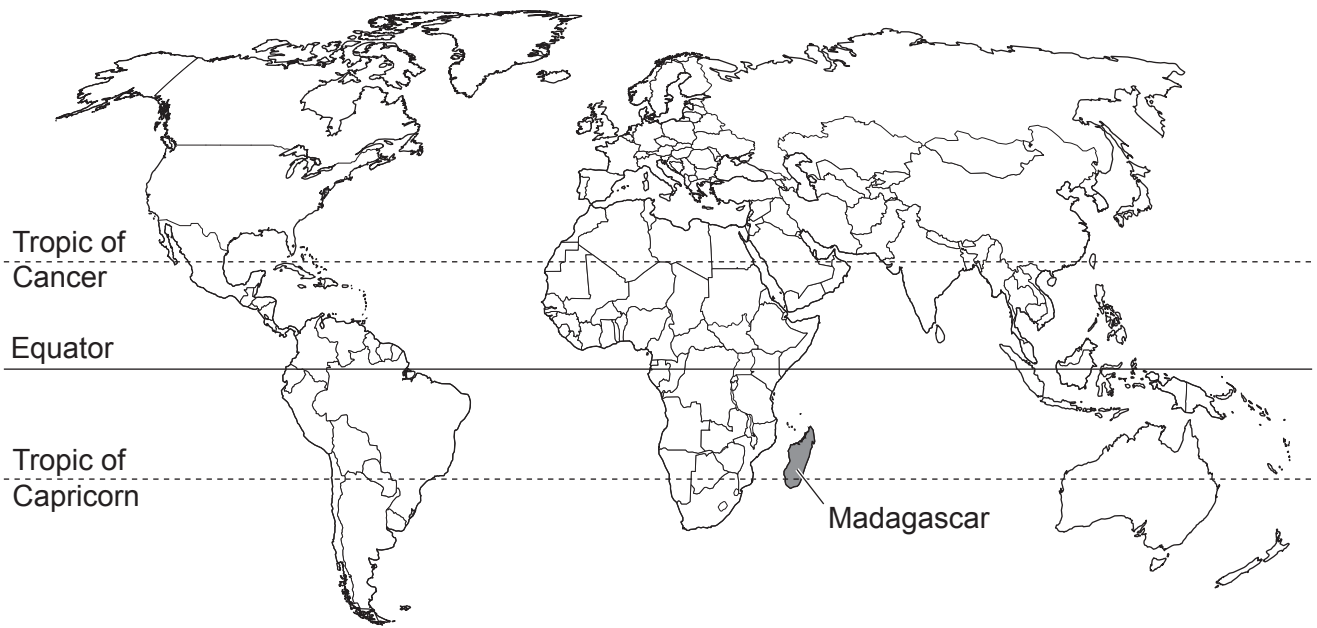 Tropic of
Cancer
Equator
Tropic of
Capricorn
Madagascar